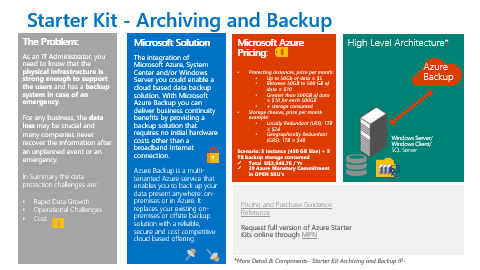 Starter Kit - Archiving and Backup
The Problem:
As an IT Administrator, you
need to know that the
physical infrastructure is
strong enough to support
the users and has a backup
system in case of an
emergency.
For any business, the data
loss may be crucial and
many companies never
recover the information after
an unplanned event or an
emergency.
In Summary the data
protection challenges are:
• Rapid Data Growth
• Operational Challenges
• Cost
Microsoft Solution
The integration of
Microsoft Azure, System
Center and/or Windows
Server you could enable a
cloud based data backup
solution. With Microsoft
Azure Backup you can
deliver business continuity
benefits by providing a
backup solution that
requires no initial hardware
costs other than a
broadband Internet
connection.
Azure Backup is a multi-
tenanted Azure service that
enables you to back up your
data present anywhere: on-
premises or in Azure. It
replaces your existing on-
premises or offsite backup
solution with a reliable,
secure and cost competitive
cloud based offering
Microsoft Azure
Pricing:
• Protecting instances, price per month
• Up to 50GB of data = $5
• Between 50GB to 500 GB of
data = $10
• Greater than 500GB of data
= $10 for each 500GB
• + storage consumed
• Storage choices, price per month
example:
• Locally Redundant (LRS): 1TB
= $24
• Geographically Redundant
(GRS): 1TB = $48
Scenario: 5 Instance (450 GB Size) + 5
TB backup storage consumed
✓ Total
✓ 29 Azure Monetary Commitment
in OPEN SKU's
High Level Architecture*
Azure
Backup
Windows Server/
Windows Client/
SQL Server
Pricing and Purchase Guidance
Reference
Request full version of Azure Starter
Kits online through MPN
*More Detail & Components– Starter Kit Archiving and Backup IP-